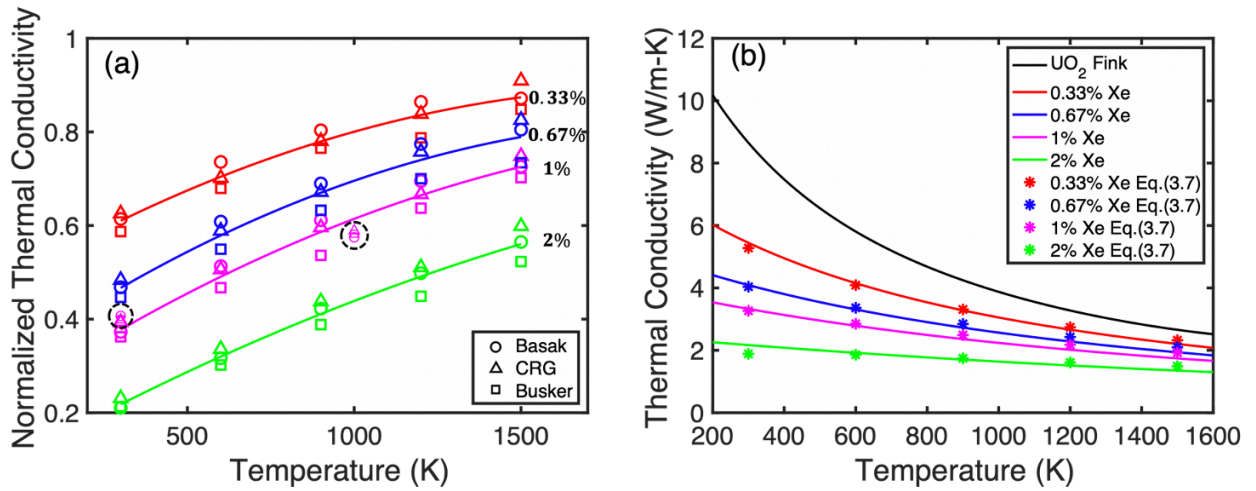 (a)
Normalized Thermal Conductivity
1
0.8
0.6
0.4
0.2
0.33%
0.67%
1%
2%
Basak
CRG
Busker
500 1000 1500
Temperature (K)
(b)
Thermal Conductivity (W/m-K)
12
10
8
6
4
2
0
UO₂ Fink
0.33% Xe
0.67% Xe
1% Xe
2% Xe
0.33% Xe Eq.(3.7)
0.67% Xe Eq.(3.7)
1% Xe Eq.(3.7)
2% Xe Eq.(3.7)
200 400 600 800 1000 1200 1400 1600
Temperature (K)